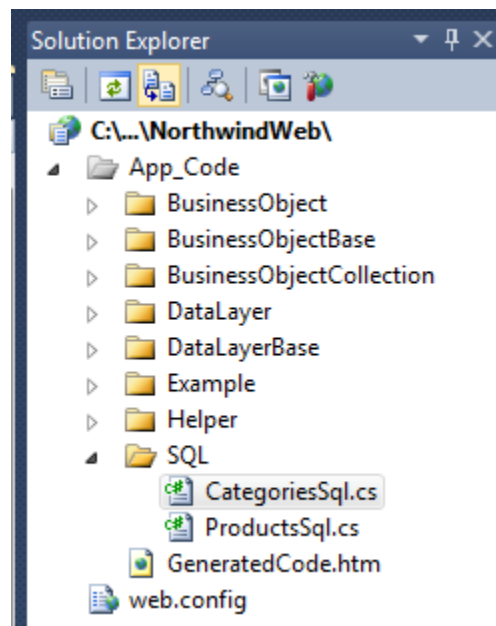 Solution Explorer
C:\...\NorthwindWeb\
App_Code
BusinessObject
BusinessObjectBase
BusinessObjectCollection
DataLayer
DataLayerBase
Example
Helper
SQL
CategoriesSql.cs
ProductsSql.cs
GeneratedCode.htm
web.config